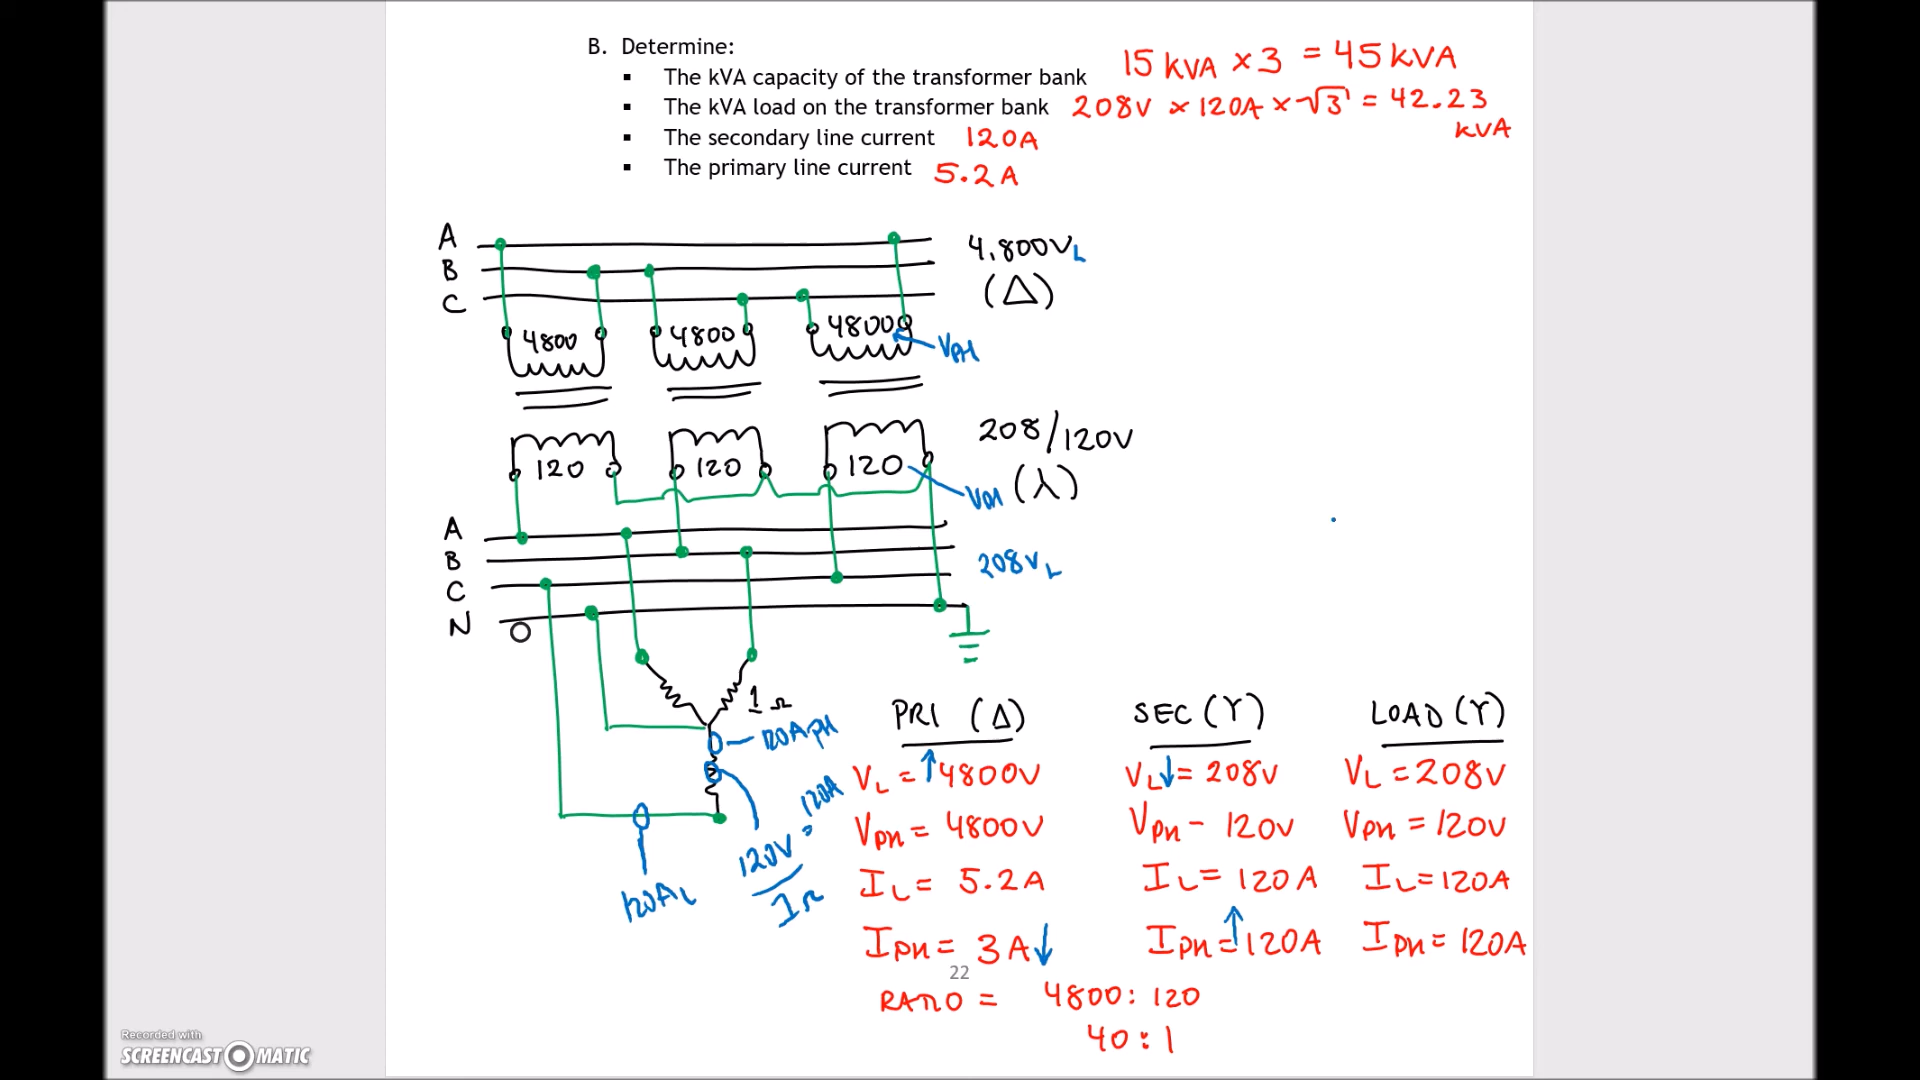 B. Determine:
▪ The kVA capacity of the transformer bank 15 kVA × 3 = 45 kVA
▪ The kVA load on the transformer bank 208V × 120A × √3 = 42.23 kVA
▪ The secondary line current 120A
▪ The primary line current 5.2A
A
B
C
4,800VL
(Δ)
4800 4800 4800
VPH
120 120 120
208/120V
(Y)
VPH
A
B
C
N
208VL
1Ω
120A PH
120V = 120A
1Ω
120AL
PRI (Δ) SEC (Y) LOAD (Y)
VL = ↑4800V VL↓ = 208V VL = 208V
VPH = 4800V VPH - 120V VPH = 120V
IL = 5.2A IL = 120A IL = 120A
IPH = 3A↓ IPH = ↑120A IPH = 120A
22
RATIO = 4800 : 120
40 : 1
Recorded with
SCREENCAST-O-MATIC